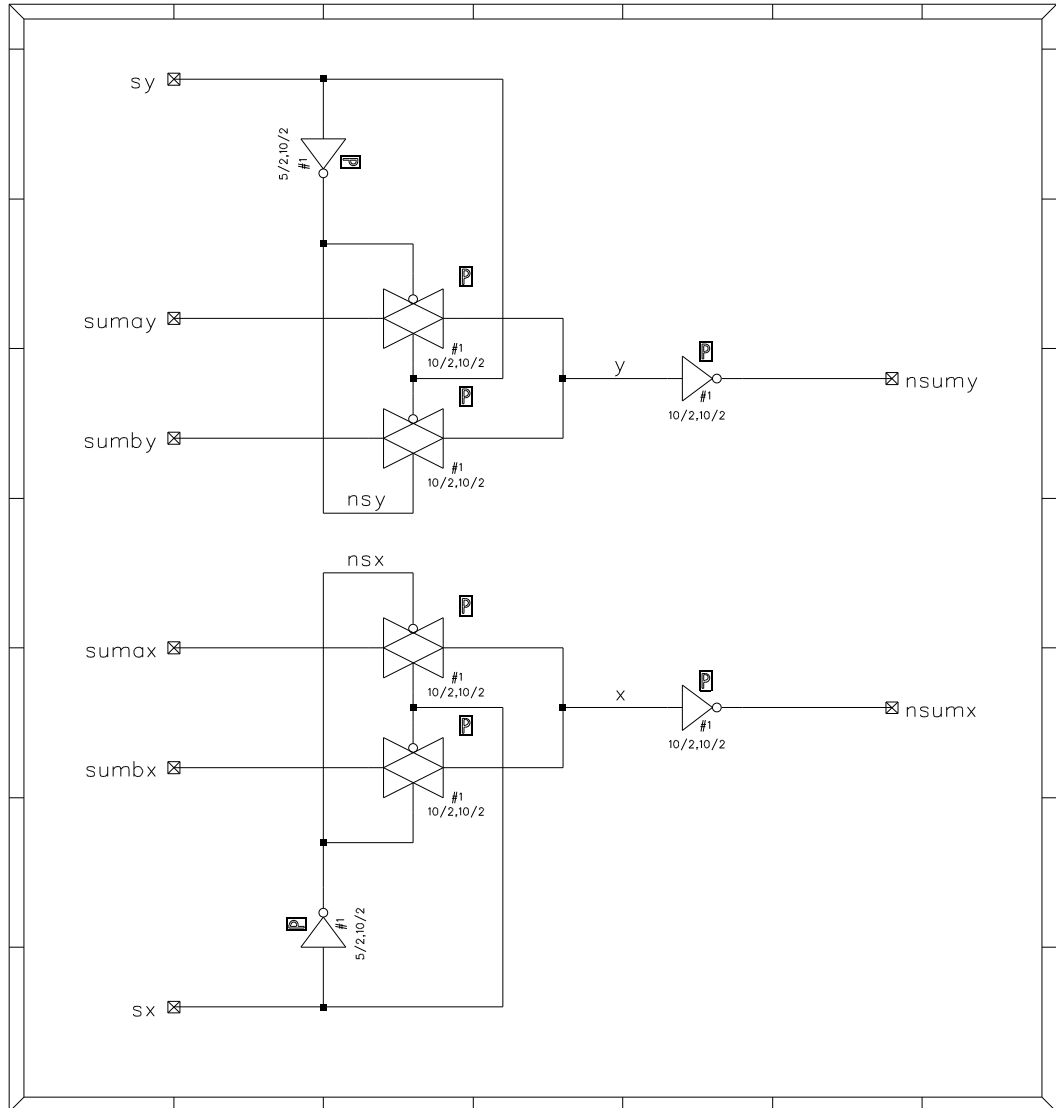 sy
5/2,10/2
#1
P
P
sumay
#1
10/2,10/2
P
P
y
nsumy
#1
10/2,10/2
sumby
#1
10/2,10/2
nsy
nsx
P
sumax
#1
10/2,10/2
P
P
x
nsumx
#1
10/2,10/2
sumbx
#1
10/2,10/2
P
#1
5/2,10/2
sx